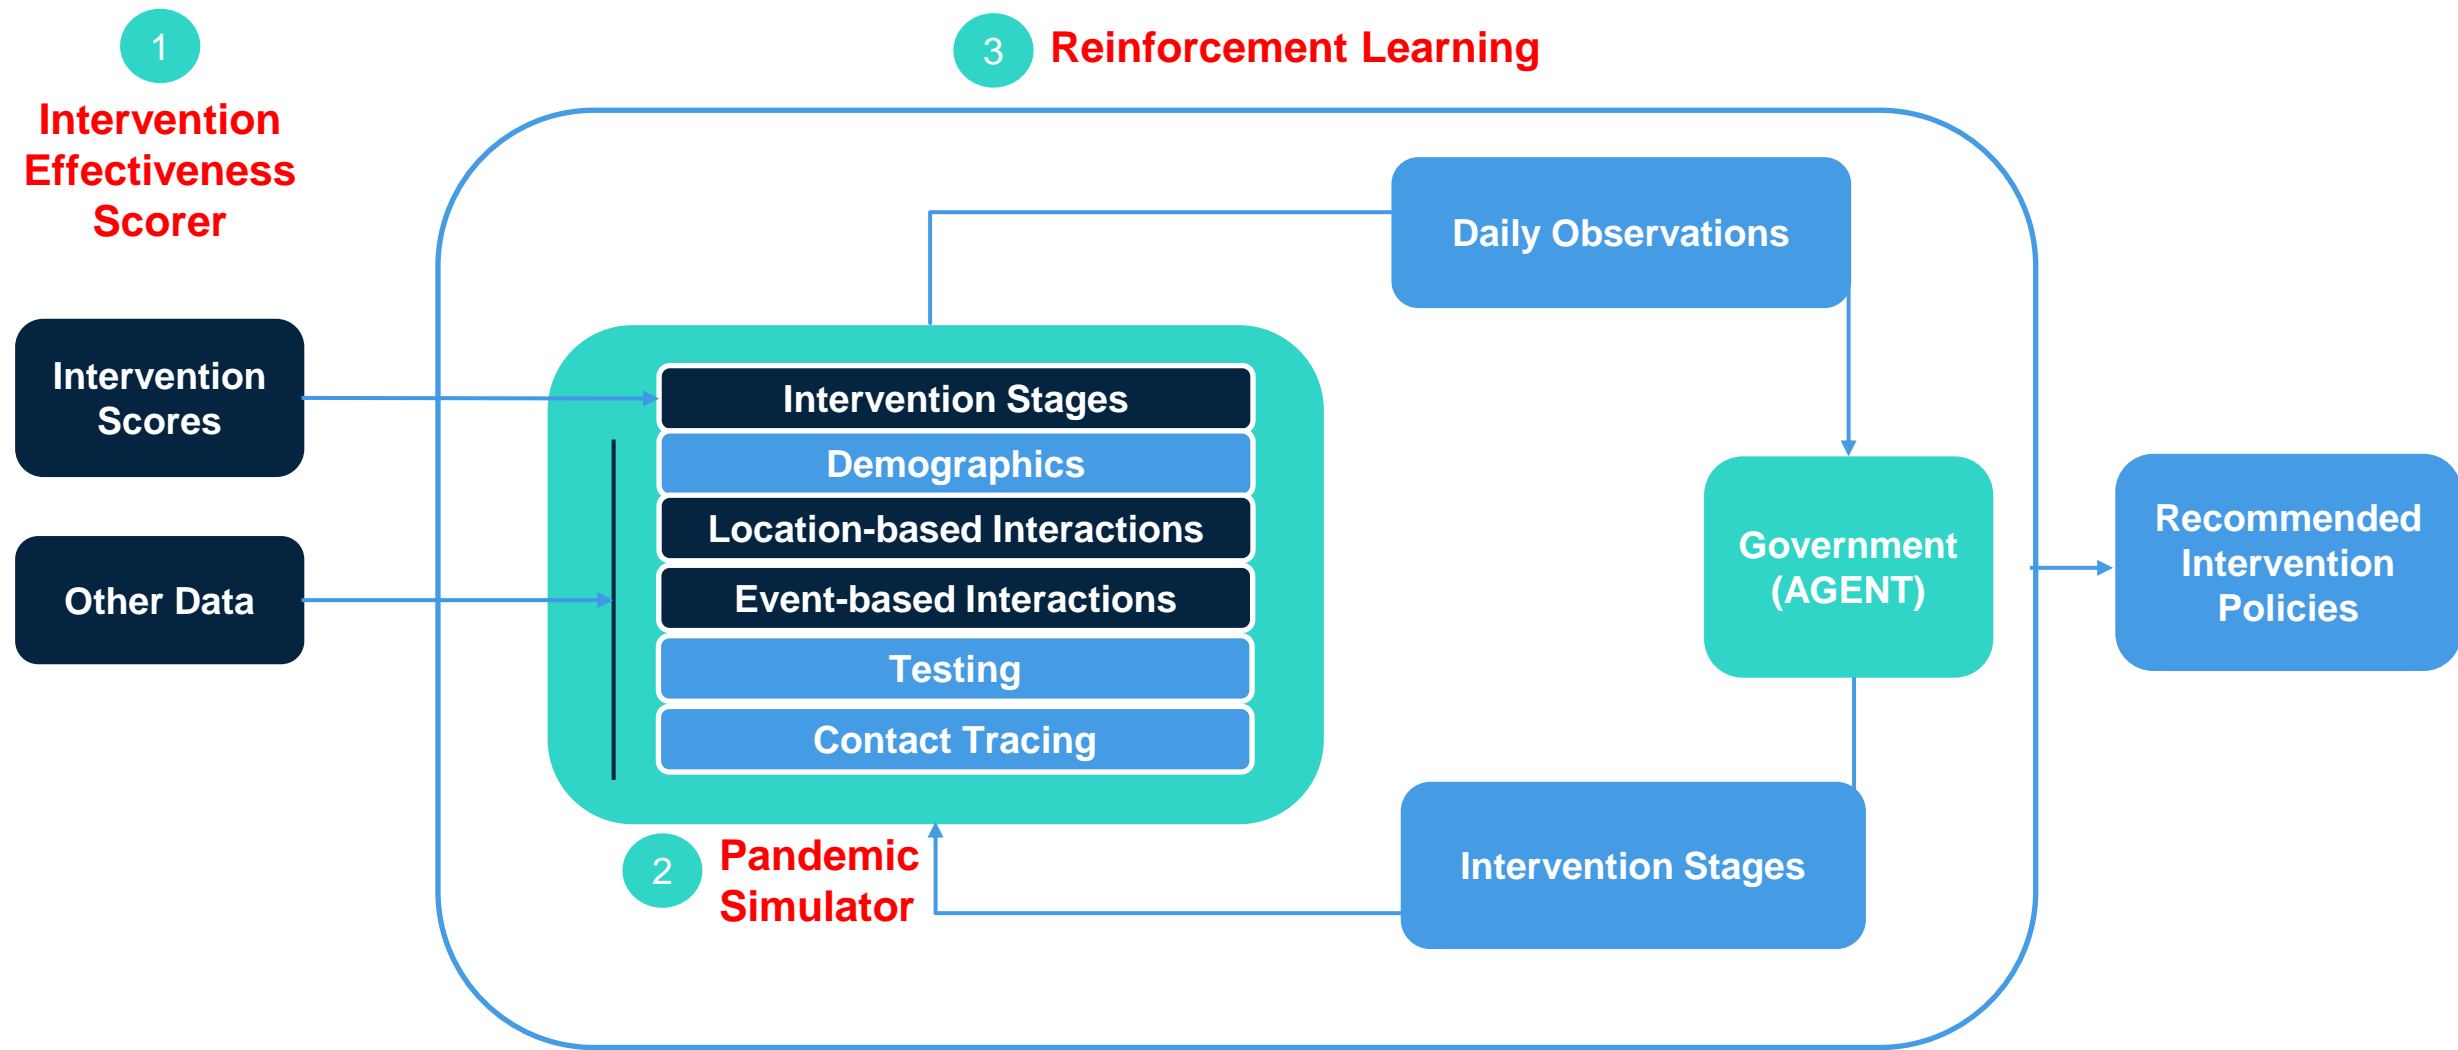 1
Intervention
Effectiveness
Scorer
3
Reinforcement Learning
Intervention
Scores
Other Data
Intervention Stages
Demographics
Location-based Interactions
Event-based Interactions
Testing
Contact Tracing
2
Pandemic
Simulator
Daily Observations
Government
(AGENT)
Intervention Stages
Recommended
Intervention
Policies